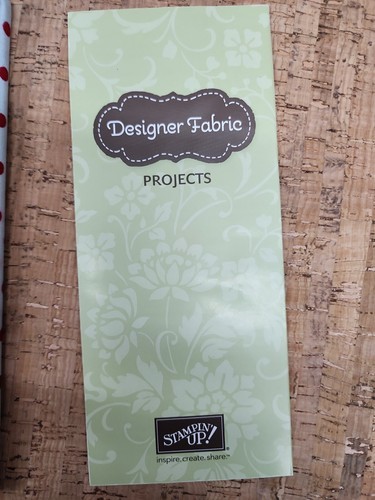 Designer Fabric
PROJECTS
STAMPIN'
UP!®
inspire.create.share™